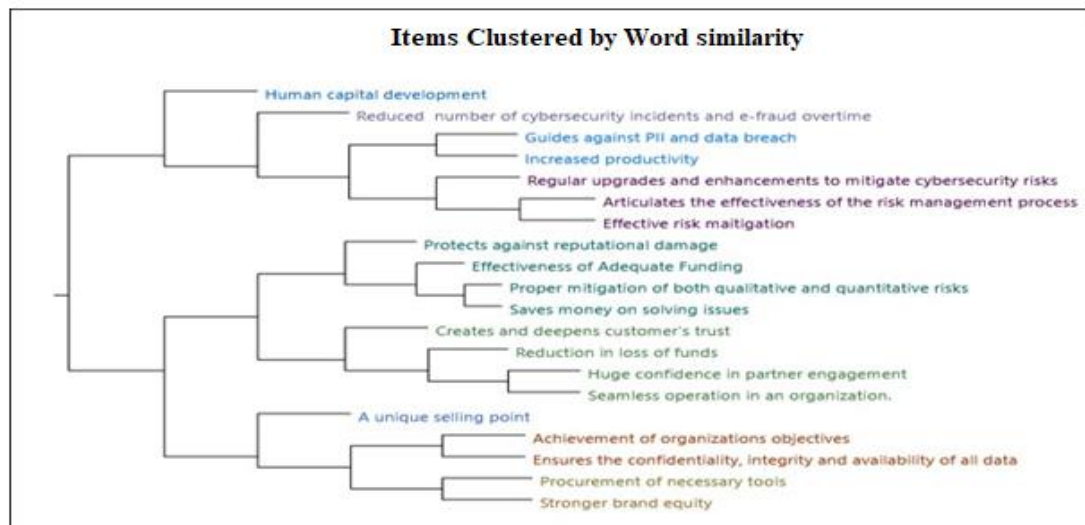 Items Clustered by Word similarity
Human capital development
Reduced number of cybersecurity incidents and e-fraud overtime
Guides against PII and data breach
Increased productivity
Regular upgrades and enhancements to mitigate cybersecurity risks
Articulates the effectiveness of the risk management process
Effective risk maitigation
Protects against reputational damage
Effectiveness of Adequate Funding
Proper mitigation of both qualitative and quantitative risks
Saves money on solving issues
Creates and deepens customer's trust
Reduction in loss of funds
Huge confidence in partner engagement
Seamless operation in an organization.
A unique selling point
Achievement of organizations objectives
Ensures the confidentiality, integrity and availability of all data
Procurement of necessary tools
Stronger brand equity